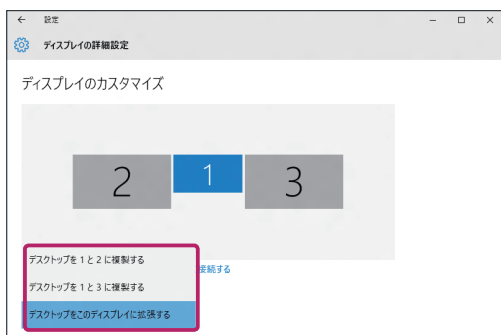 設定
ディスプレイの詳細設定
ディスプレイのカスタマイズ
2 1 3
デスクトップを 1 と 2 に複製する
接続する
デスクトップを 1 と 3 に複製する
デスクトップをこのディスプレイに拡張する